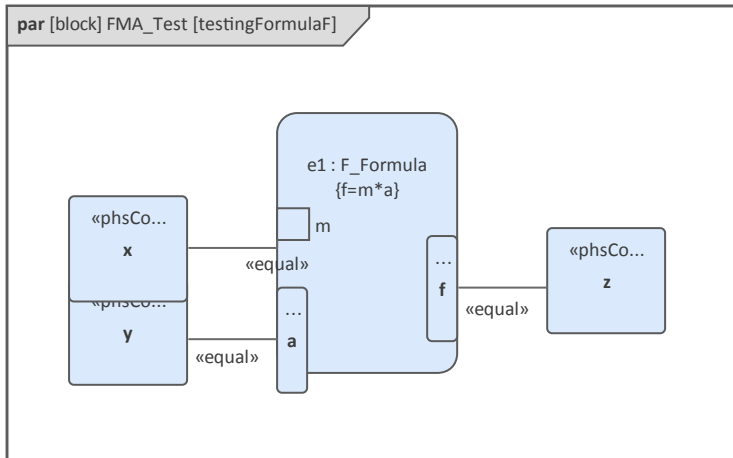 par [block] FMA_Test [testingFormulaF]
e1 : F_Formula
{f=m*a}
«phsCo...
x
m
«equal»
...
f
«phsCo...
z
«equal»
«phsCo...
y
«equal»
...
a